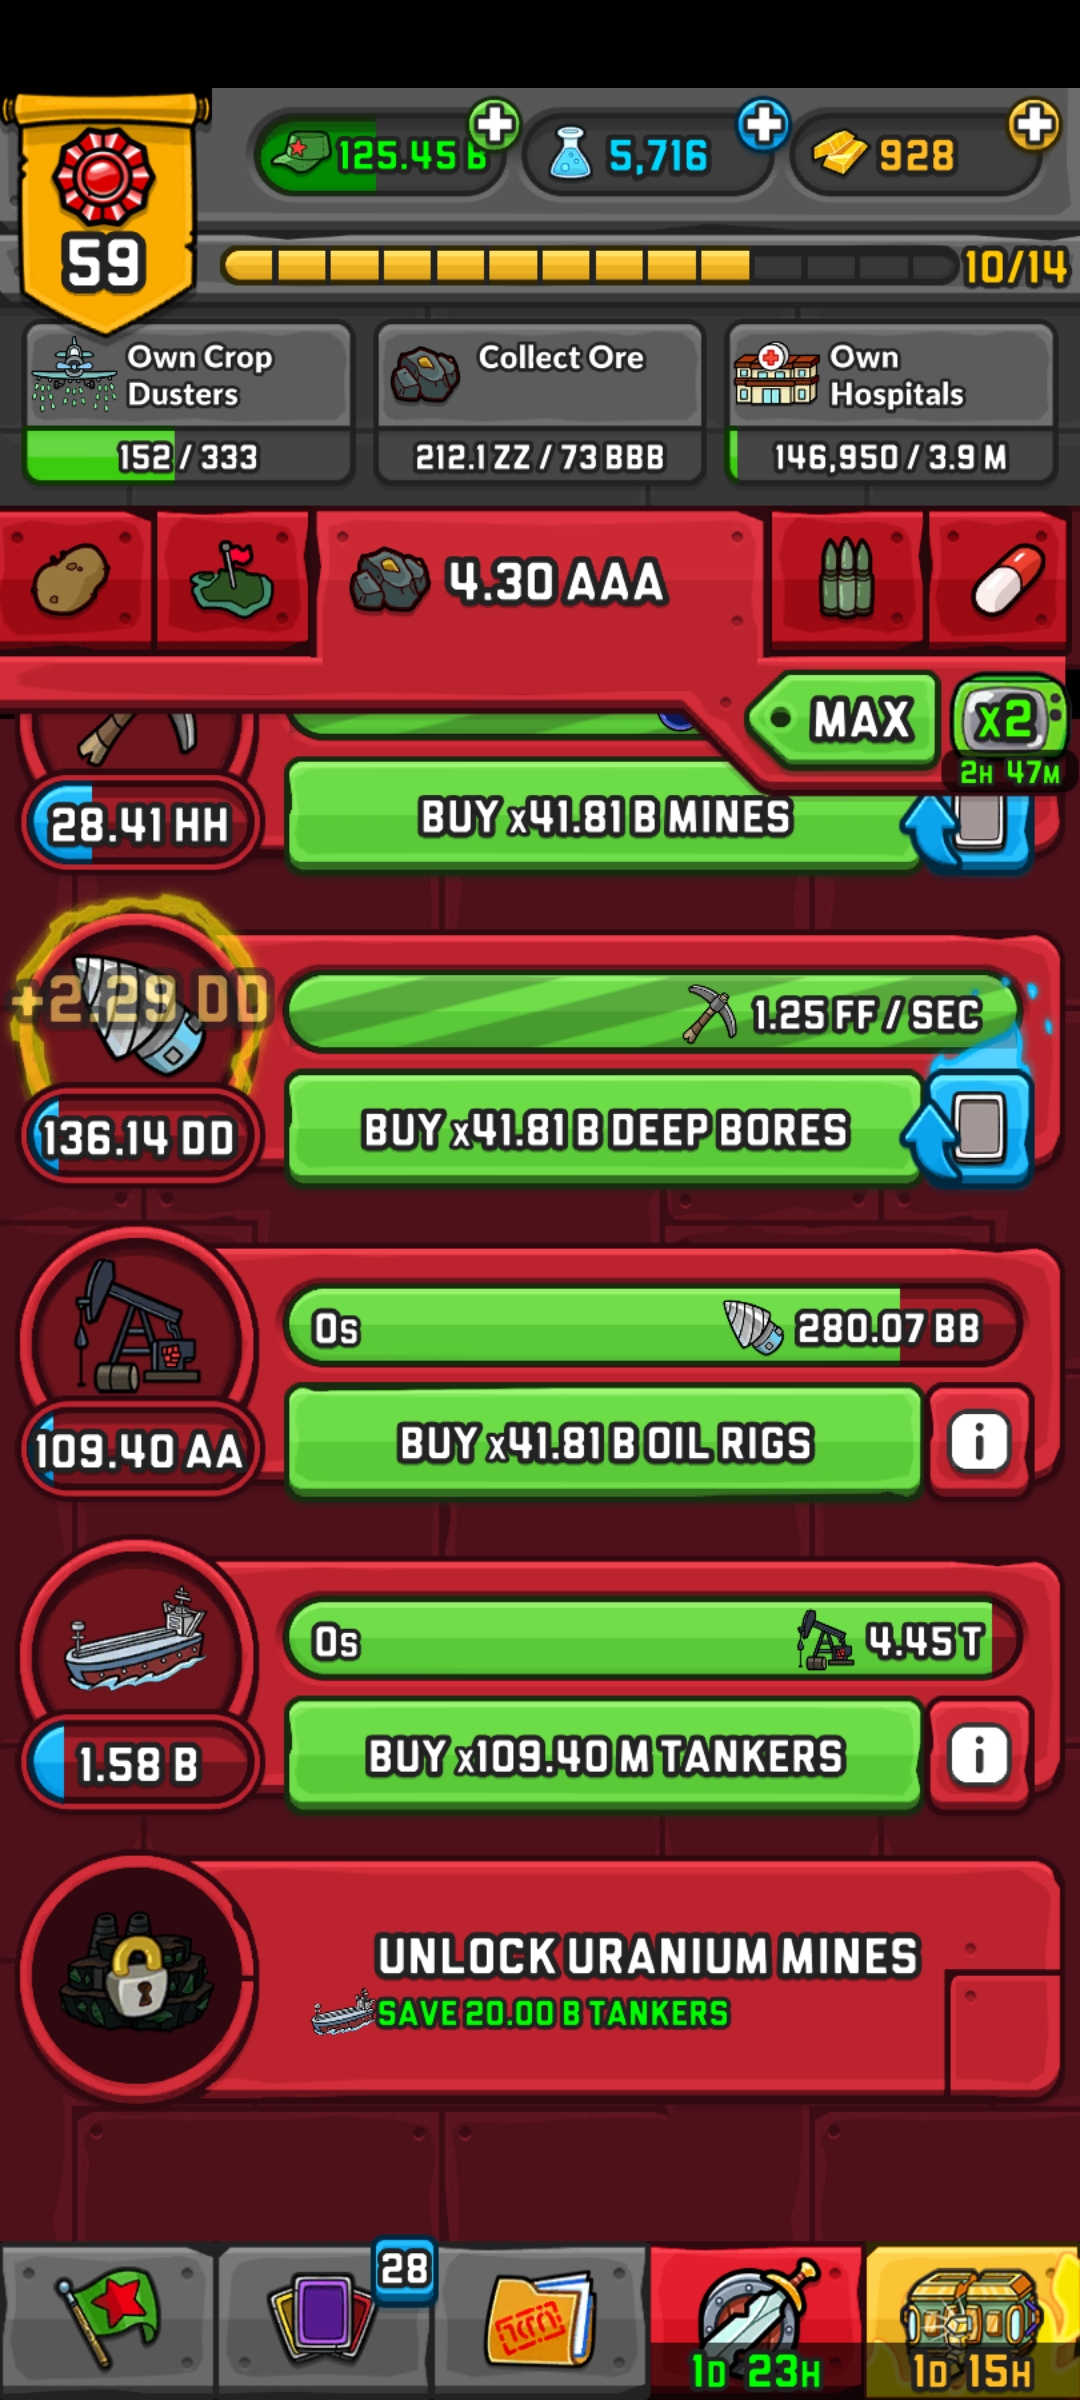 125.45 B
5,716
928
59
10/14
Own Crop
Dusters
152 / 333
Collect Ore
212.1 ZZ / 73 BBB
Own
Hospitals
146,950 / 3.9 M
4.30 AAA
MAX
x2
2H 47M
28.41 HH
BUY x41.81 B MINES
+2.29 DD
1.25 FF / SEC
136.14 DD
BUY x41.81 B DEEP BORES
0s
280.07 BB
109.40 AA
BUY x41.81 B OIL RIGS
i
0s
4.45 T
1.58 B
BUY x109.40 M TANKERS
i
UNLOCK URANIUM MINES
SAVE 20.00 B TANKERS
28
1D 23H
1D 15H